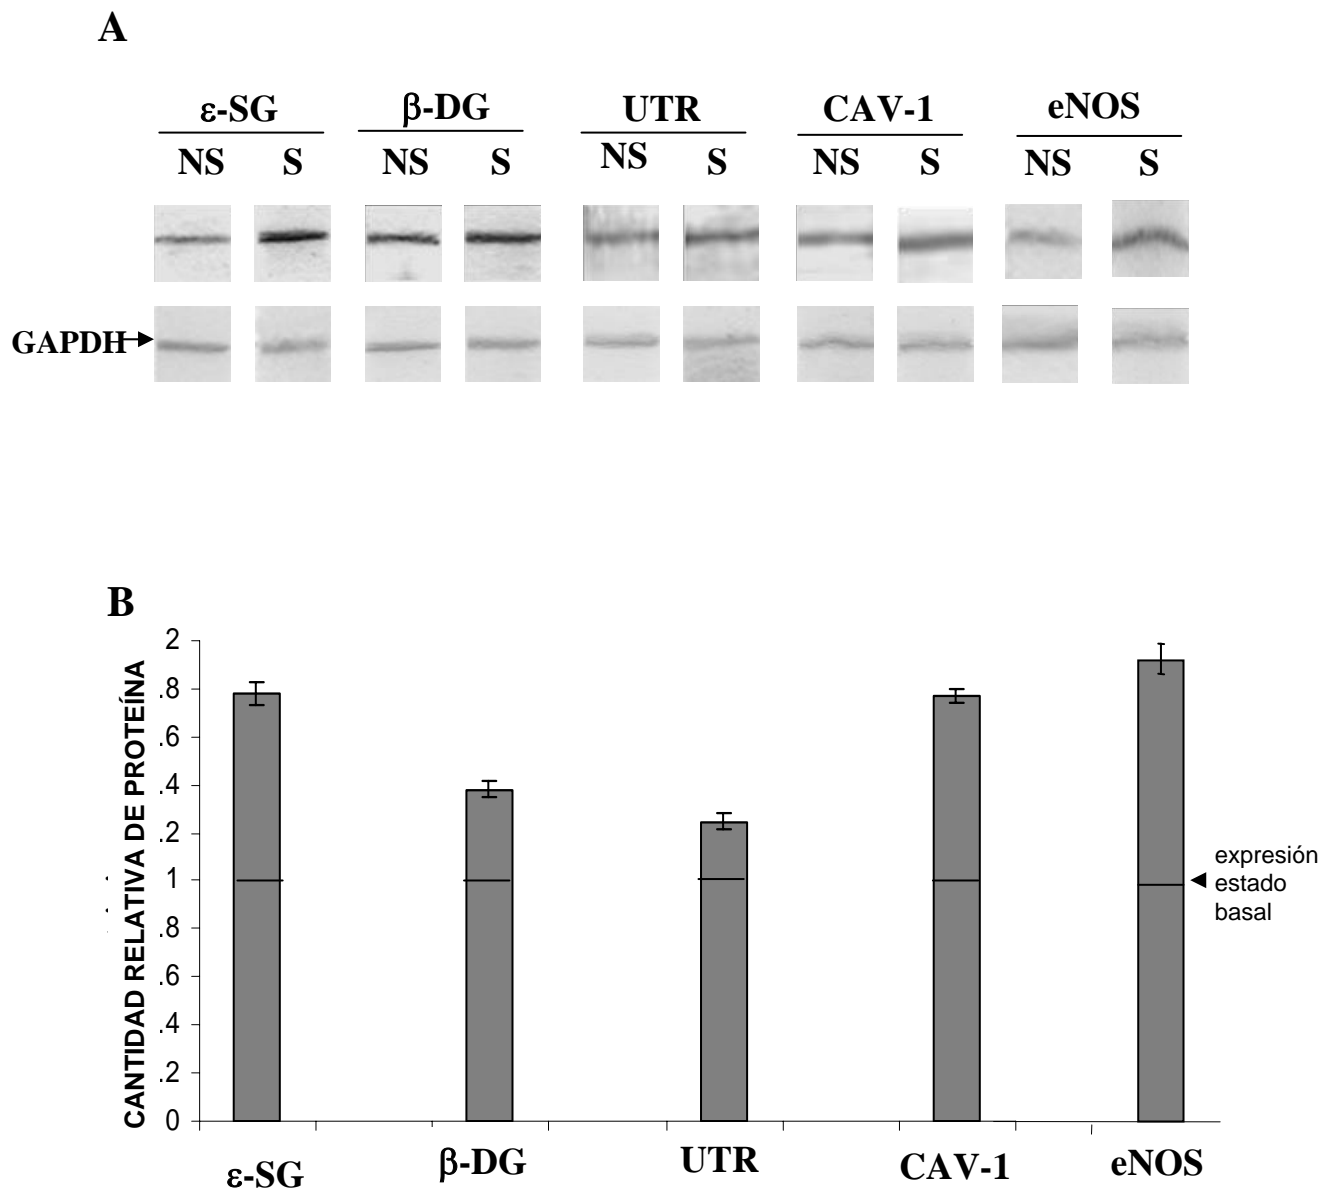 A
ε-SG β-DG UTR CAV-1 eNOS
NS S NS S NS S NS S NS S
GAPDH
B
CANTIDAD RELATIVA DE PROTEÍNA
2
.8
.6
.4
.2
1
.8
.6
.4
.2
0
expresión
estado
basal
ε-SG β-DG UTR CAV-1 eNOS